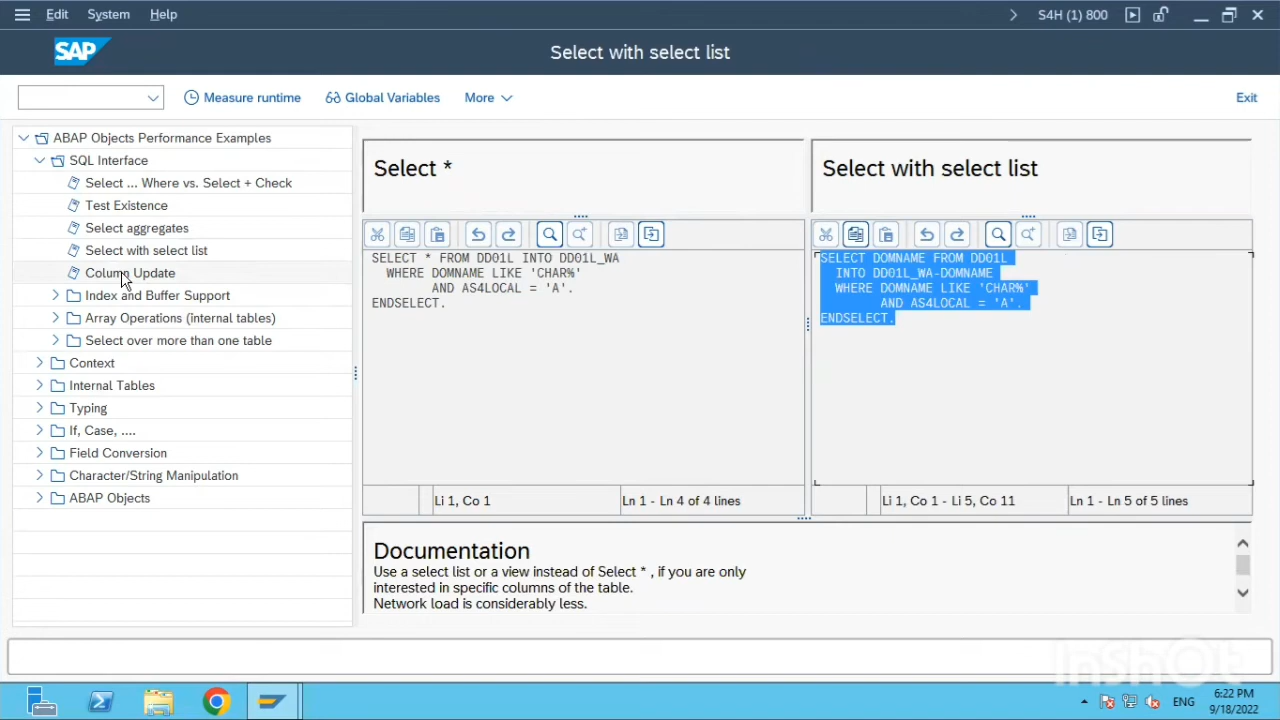 Edit System Help
S4H (1) 800
SAP
Select with select list
Measure runtime
Global Variables
More
Exit
ABAP Objects Performance Examples
SQL Interface
Select ... Where vs. Select + Check
Test Existence
Select aggregates
Select with select list
Column Update
Index and Buffer Support
Array Operations (internal tables)
Select over more than one table
Context
Internal Tables
Typing
If, Case, ....
Field Conversion
Character/String Manipulation
ABAP Objects
Select *
SELECT * FROM DD01L INTO DD01L_WA
WHERE DOMNAME LIKE 'CHAR%'
AND AS4LOCAL = 'A'.
ENDSELECT.
Li 1, Co 1
Ln 1 - Ln 4 of 4 lines
Select with select list
SELECT DOMNAME FROM DD01L
INTO DD01L_WA-DOMNAME
WHERE DOMNAME LIKE 'CHAR%'
AND AS4LOCAL = 'A'.
ENDSELECT.
Li 1, Co 1 - Li 5, Co 11
Ln 1 - Ln 5 of 5 lines
Documentation
Use a select list or a view instead of Select * , if you are only
interested in specific columns of the table.
Network load is considerably less.
InShOt
ENG
6:22 PM
9/18/2022